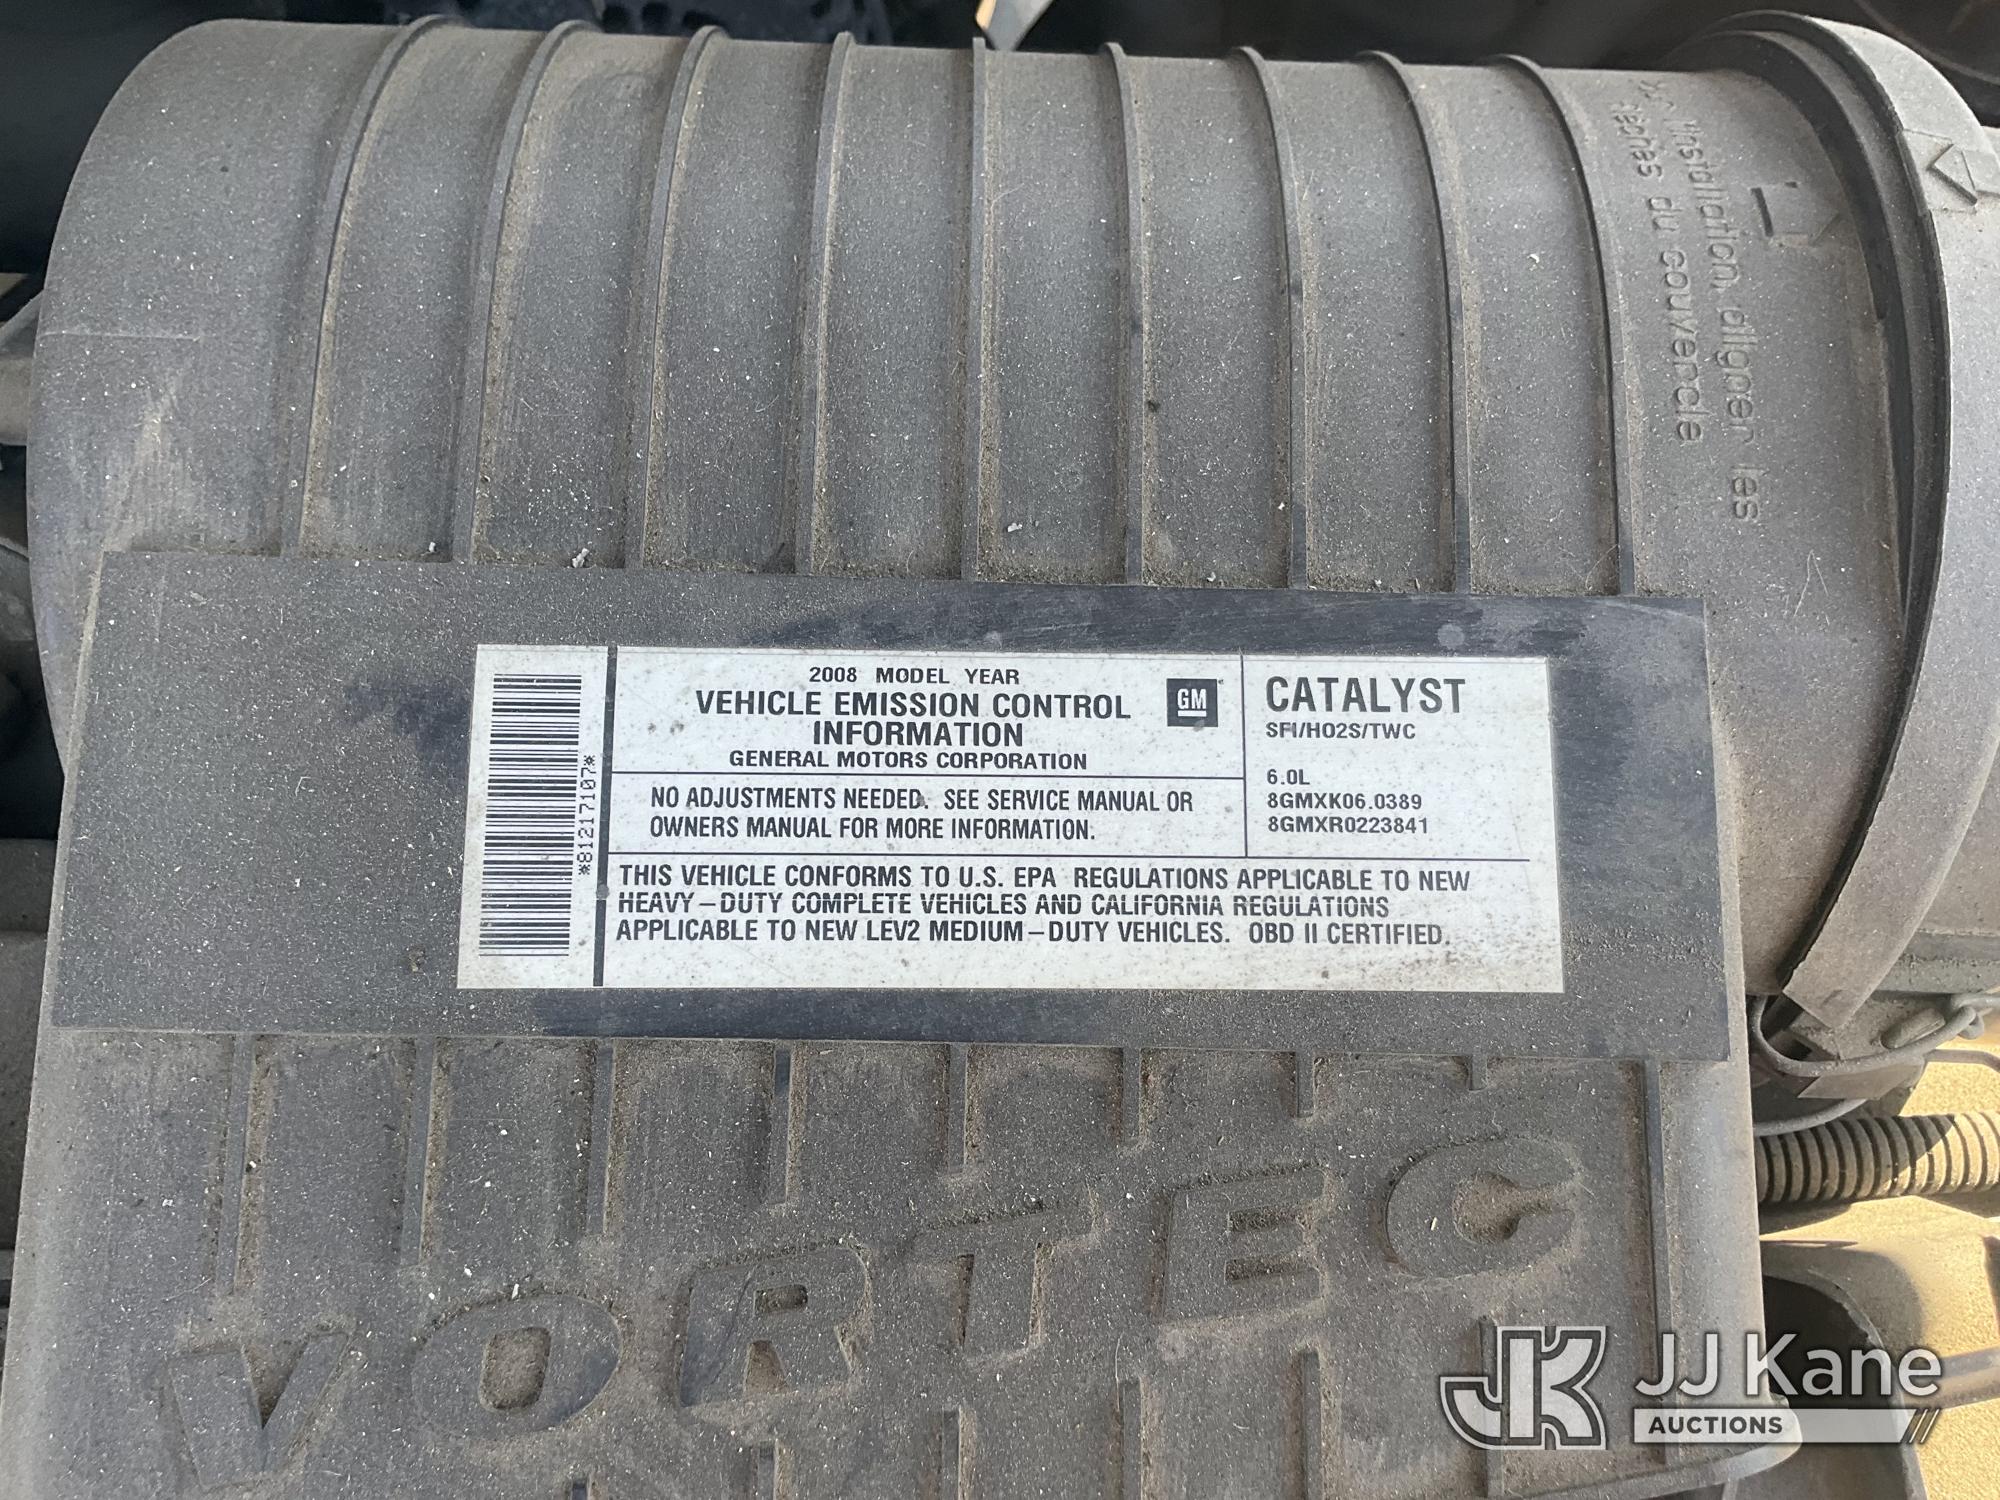 À l'installation, aligner les
flèches du couvercle
2008 MODEL YEAR
VEHICLE EMISSION CONTROL
INFORMATION
GENERAL MOTORS CORPORATION
GM
NO ADJUSTMENTS NEEDED. SEE SERVICE MANUAL OR
OWNERS MANUAL FOR MORE INFORMATION.
CATALYST
SFI/HO2S/TWC
6.0L
8GMXK06.0389
8GMXR0223841
THIS VEHICLE CONFORMS TO U.S. EPA REGULATIONS APPLICABLE TO NEW
HEAVY-DUTY COMPLETE VEHICLES AND CALIFORNIA REGULATIONS
APPLICABLE TO NEW LEV2 MEDIUM-DUTY VEHICLES. OBD II CERTIFIED.
*81217107*
VORTEC
JK JJ Kane
AUCTIONS